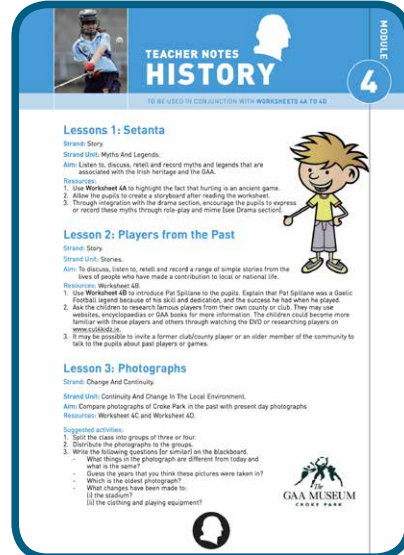 TEACHER NOTES
HISTORY
MODULE
4
TO BE USED IN CONJUNCTION WITH WORKSHEETS 4A TO 4D
Lessons 1: Setanta
Strand: Story.
Strand Unit: Myths And Legends.
Aim: Listen to, discuss, retell and record myths and legends that are
associated with the Irish heritage and the GAA.
Resources:
1. Use Worksheet 4A to highlight the fact that hurling is an ancient game.
2. Allow the pupils to create a storyboard after reading the worksheet.
3. Through integration with the drama section, encourage the pupils to express
or record these myths through role-play and mime (see Drama section).
Lesson 2: Players from the Past
Strand: Story.
Strand Unit: Stories.
Aim: To discuss, listen to, retell and record a range of simple stories from the
lives of people who have made a contribution to local or national life.
Resources: Worksheet 4B.
1. Use Worksheet 4B to introduce Pat Spillane to the pupils. Explain that Pat Spillane was a Gaelic
Football legend because of his skill and dedication, and the success he had when he played.
2. Ask the children to research famous players from their own county or club. They may use
websites, encyclopaedias or GAA books for more information. The children could become more
familiar with these players and others through watching the DVD or researching players on
www.cul4kidz.ie.
3. It may be possible to invite a former club/county player or an older member of the community to
talk to the pupils about past players or games.
Lesson 3: Photographs
Strand: Change And Continuity.
Strand Unit: Continuity And Change In The Local Environment.
Aim: Compare photographs of Croke Park in the past with present day photographs
Resources: Worksheet 4C and Worksheet 4D.
Suggested activities:
1. Split the class into groups of three or four.
2. Distribute the photographs to the groups.
3. Write the following questions (or similar) on the blackboard.
- What things in the photograph are different from today and
what is the same?
- Guess the years that you think these pictures were taken in?
- Which is the oldest photograph?
- What changes have been made to:
(i) the stadium?
(ii) the clothing and playing equipment?
The
GAA MUSEUM
CROKE PARK